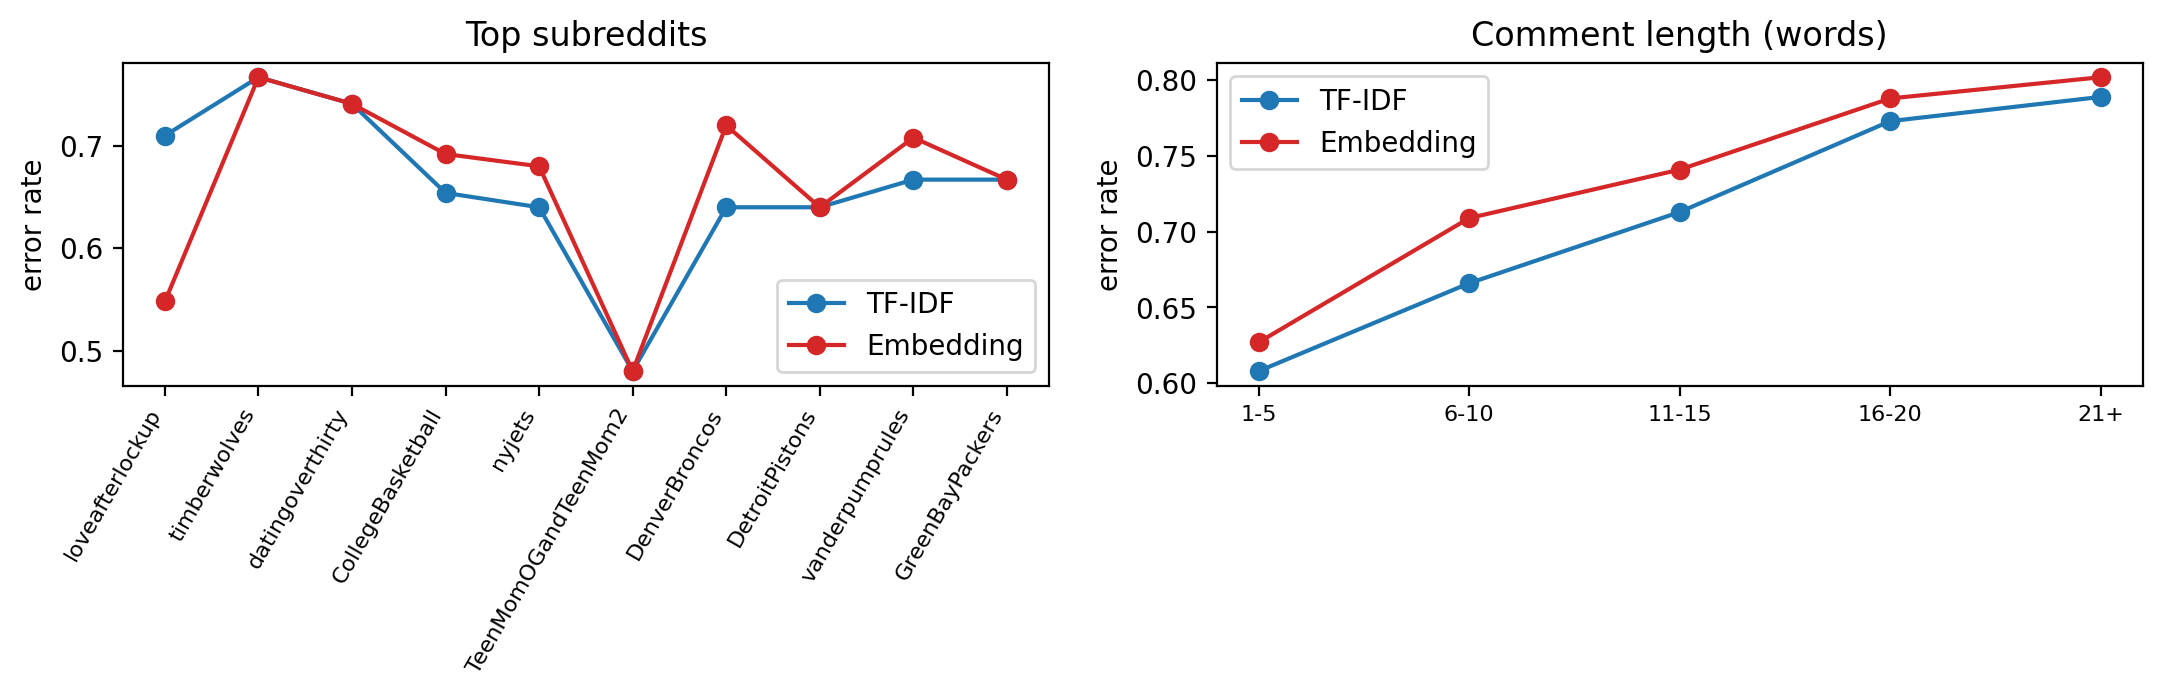 Top subreddits
error rate
0.7
0.6
0.5
TF-IDF
Embedding
loveafterlockup
timberwolves
datingoverthirty
CollegeBasketball
nyjets
TeenMomOGandTeenMom2
DenverBroncos
DetroitPistons
vanderpumprules
GreenBayPackers
Comment length (words)
error rate
0.80
0.75
0.70
0.65
0.60
TF-IDF
Embedding
1-5
6-10
11-15
16-20
21+